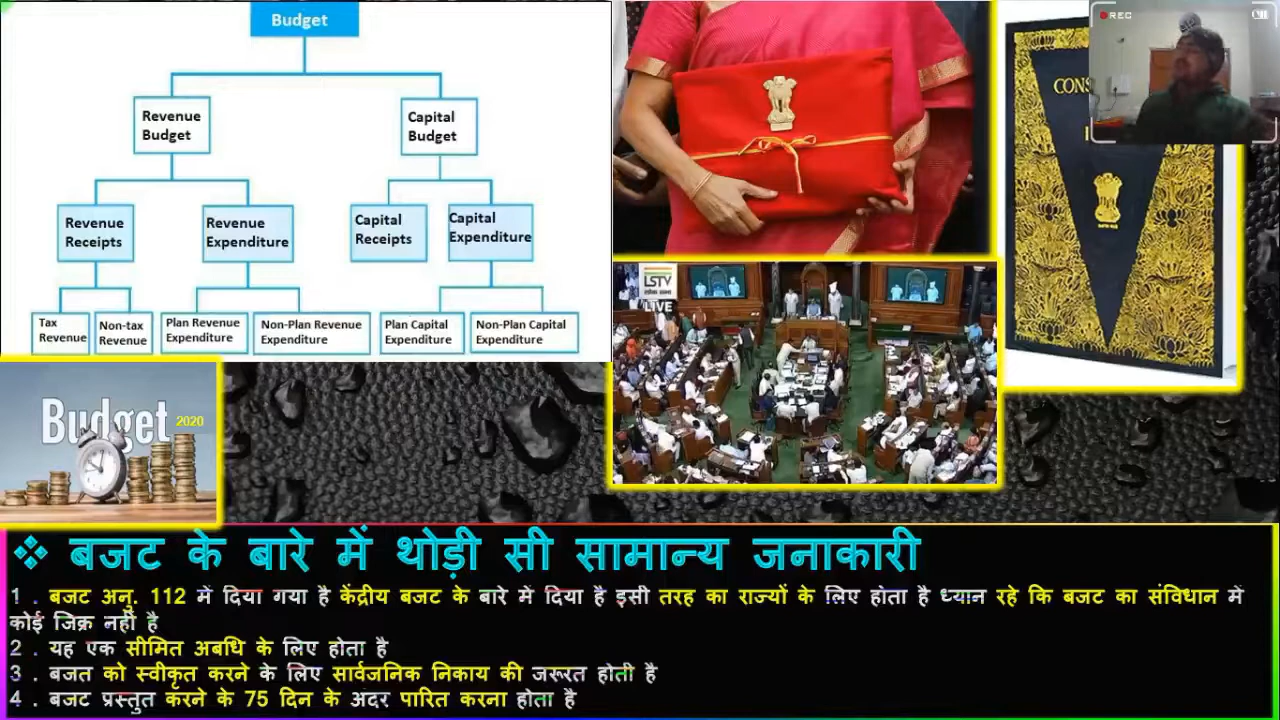 Budget
Revenue
Budget
Capital
Budget
Revenue
Receipts
Revenue
Expenditure
Capital
Receipts
Capital
Expenditure
Tax
Revenue
Non-tax
Revenue
Plan Revenue
Expenditure
Non-Plan Revenue
Expenditure
Plan Capital
Expenditure
Non-Plan Capital
Expenditure
REC
CONS
LSTV
लोक सभा
LIVE
Budget 2020
❖ बजट के बारे में थोड़ी सी सामान्य जनाकारी
1 . बजट अनु. 112 में दिया गया है केंद्रीय बजट के बारे में दिया है इसी तरह का राज्यों के लिए होता है ध्यान रहे कि बजट का संविधान में
कोई जिक्र नही है
2 . यह एक सीमित अबधि के लिए होता है
3 . बजत को स्वीकृत करने के लिए सार्वजनिक निकाय की जरूरत होती है
4 . बजट प्रस्तुत करने के 75 दिन के अंदर पारित करना होता है